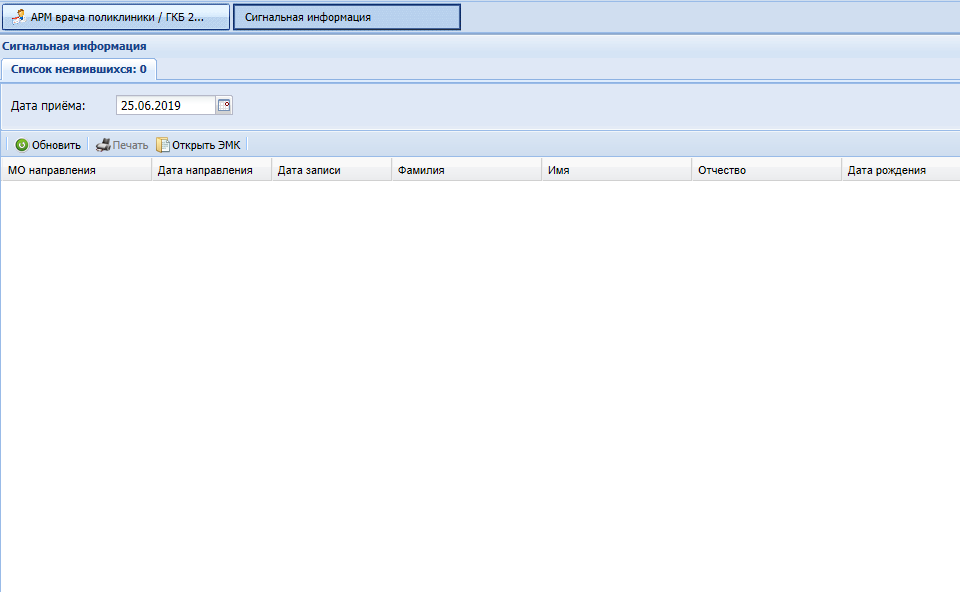 АРМ врача поликлиники / ГКБ 2... Сигнальная информация
Сигнальная информация
Список неявившихся: 0
Дата приёма: 25.06.2019
Обновить Печать Открыть ЭМК
МО направления Дата направления Дата записи Фамилия Имя Отчество Дата рождения